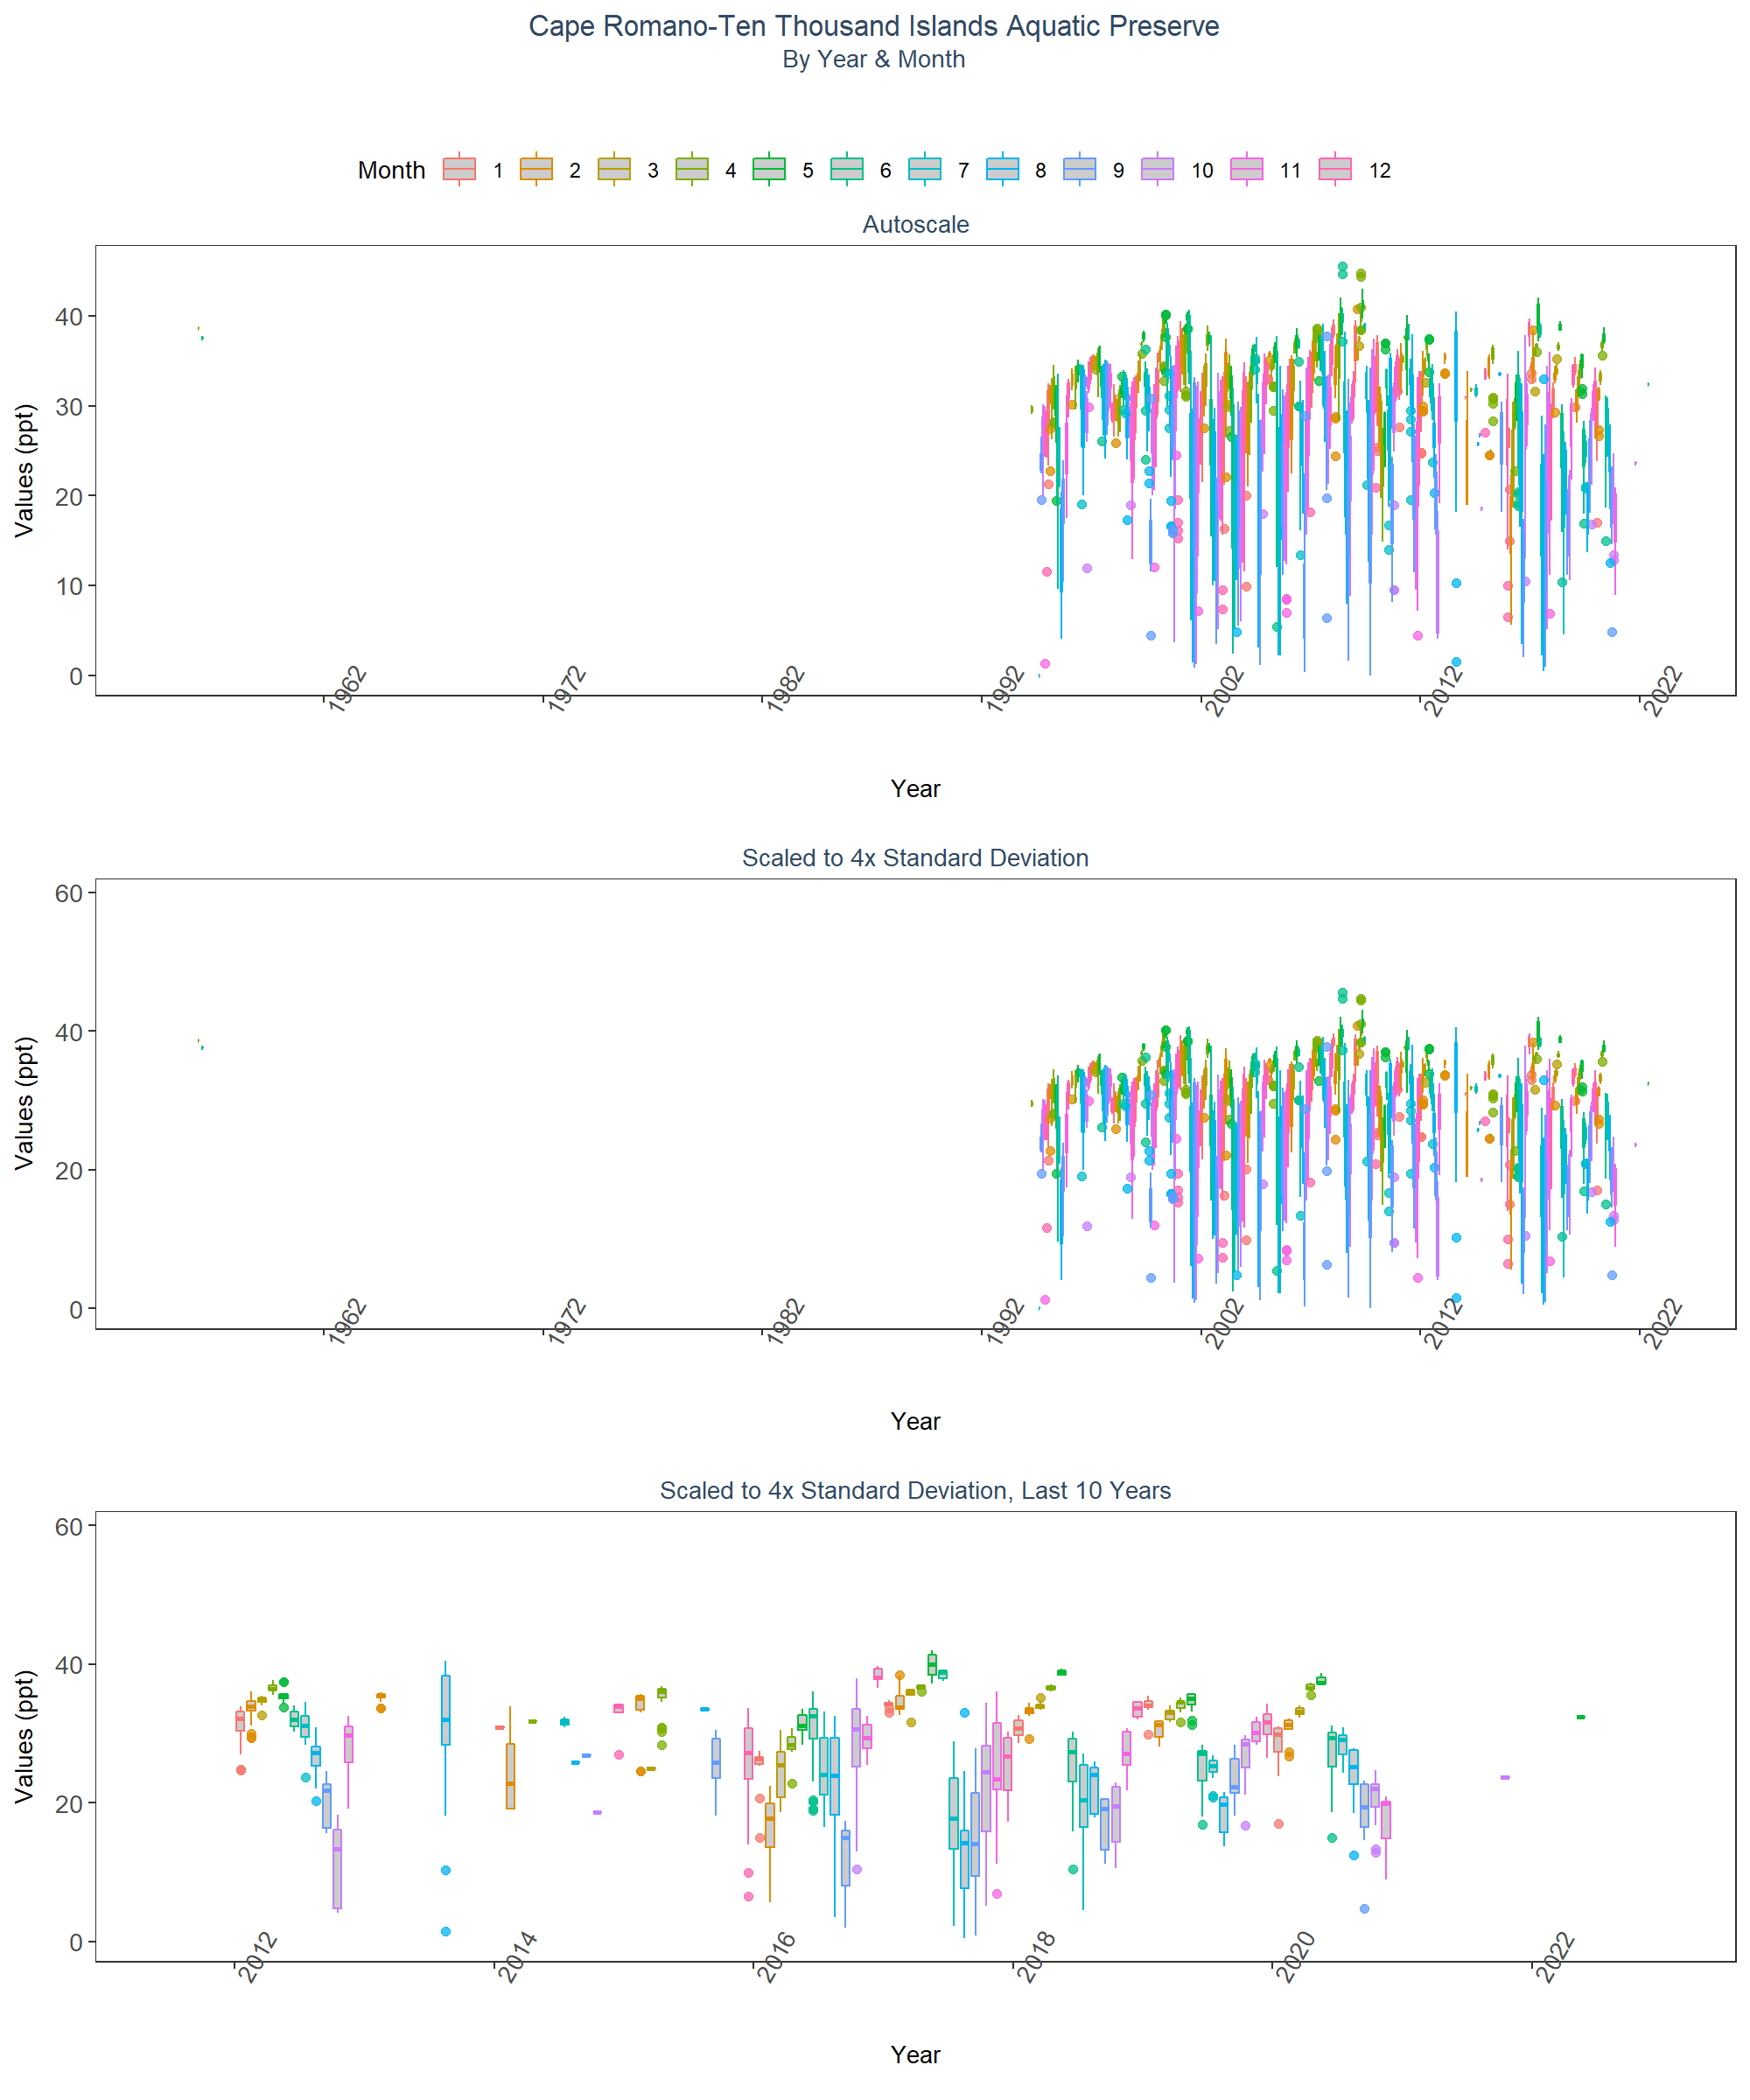 Cape Romano-Ten Thousand Islands Aquatic Preserve
By Year & Month
Month 1 2 3 4 5 6 7 8 9 10 11 12
Autoscale
Values (ppt)
40
30
20
10
0
1962 1972 1982 1992 2002 2012 2022
Year
Scaled to 4x Standard Deviation
Values (ppt)
60
40
20
0
1962 1972 1982 1992 2002 2012 2022
Year
Scaled to 4x Standard Deviation, Last 10 Years
Values (ppt)
60
40
20
0
2012 2014 2016 2018 2020 2022
Year